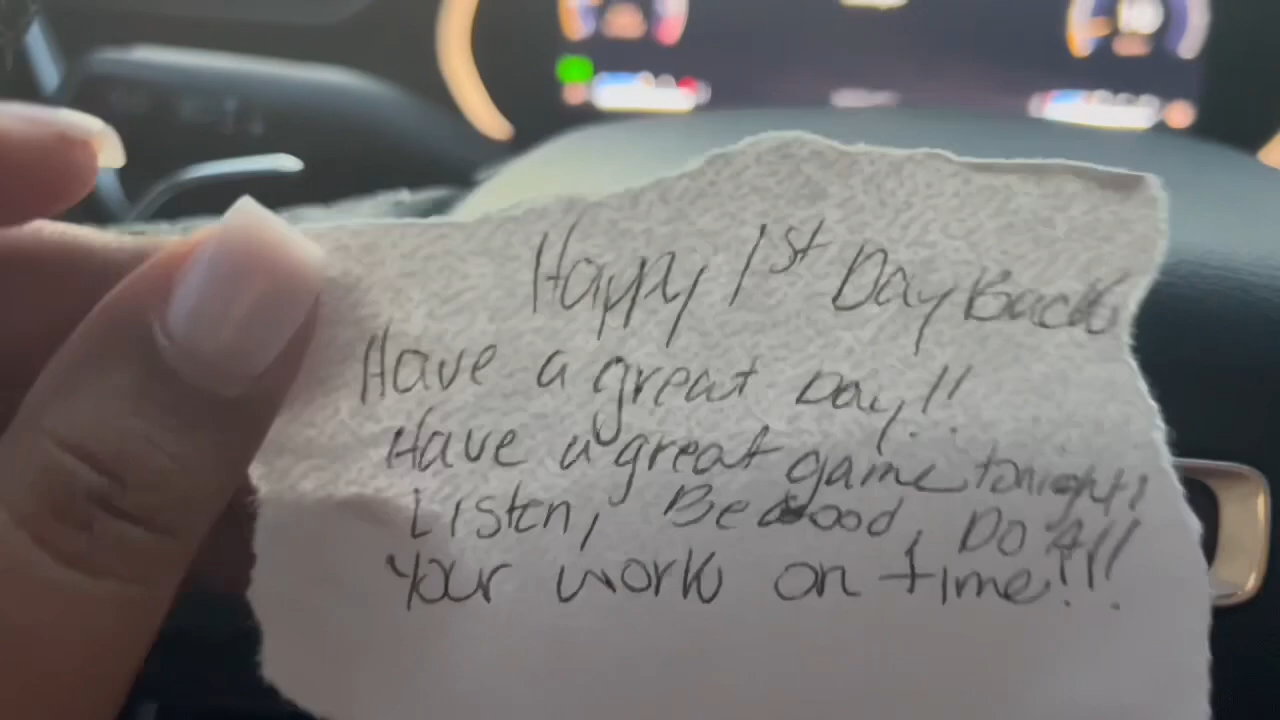 Happy 1st Day Back
Have a great Day!!
Have a great game tonight!
Listen, Be Good, Do All
Your work on time!!!